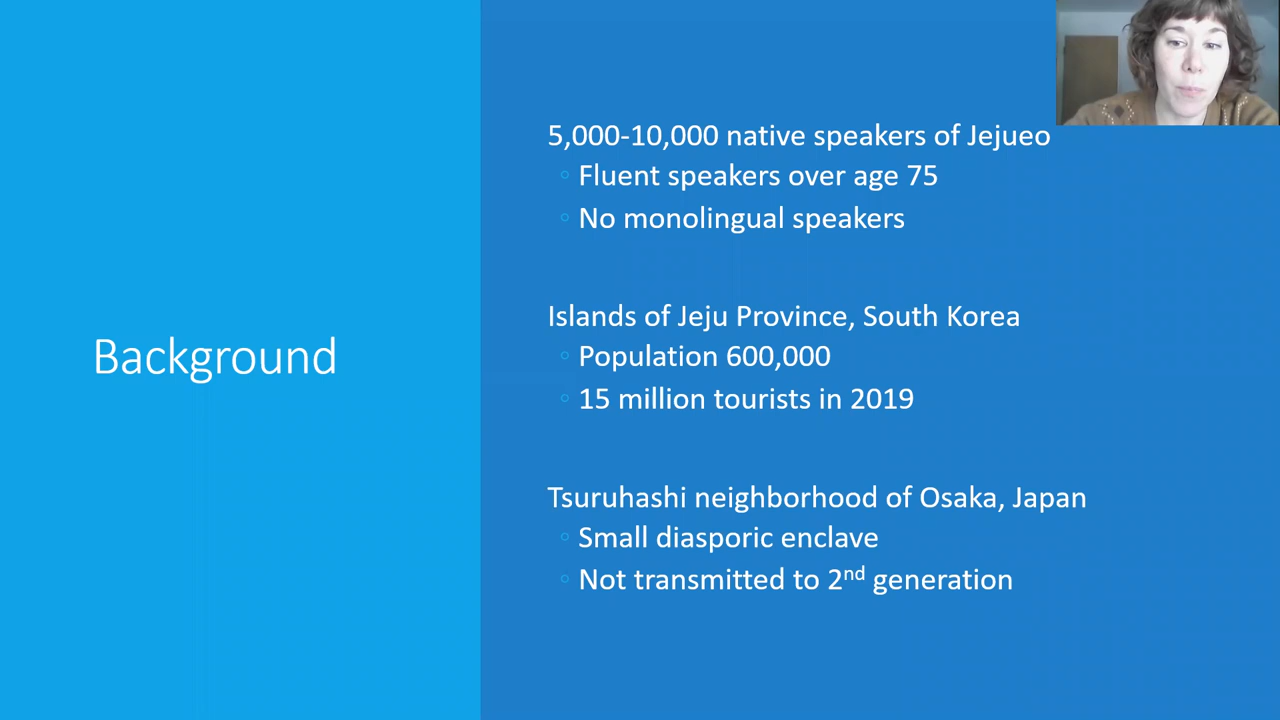 Background
5,000-10,000 native speakers of Jejueo
◦ Fluent speakers over age 75
◦ No monolingual speakers
Islands of Jeju Province, South Korea
◦ Population 600,000
◦ 15 million tourists in 2019
Tsuruhashi neighborhood of Osaka, Japan
◦ Small diasporic enclave
◦ Not transmitted to 2nd generation